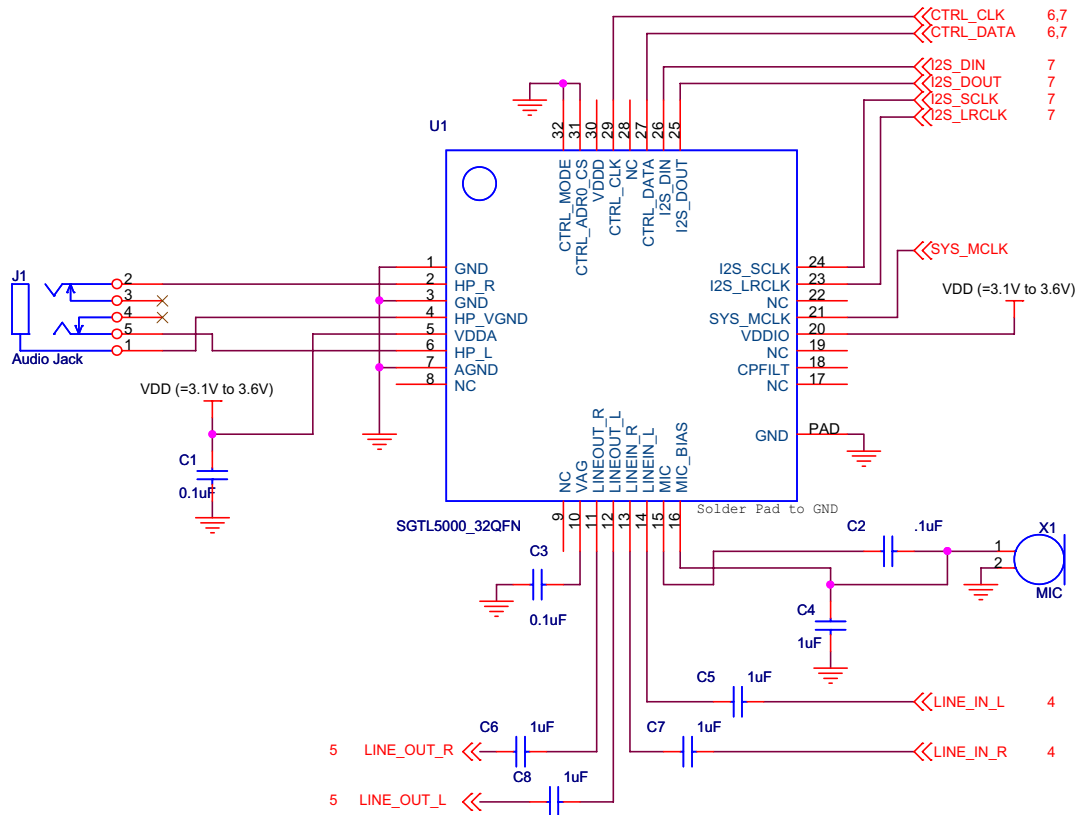 CTRL_CLK 6,7
CTRL_DATA 6,7
I2S_DIN 7
I2S_DOUT 7
I2S_SCLK 7
I2S_LRCLK 7
U1
32 31 30 29 28 27 26 25
CTRL_MODE
CTRL_ADR0_CS
VDDD
CTRL_CLK
NC
CTRL_DATA
I2S_DIN
I2S_DOUT
SYS_MCLK
VDD (=3.1V to 3.6V)
J1
2
3
4
5
1
Audio Jack
1 GND
2 HP_R
3 GND
4 HP_VGND
5 VDDA
6 HP_L
7 AGND
8 NC
I2S_SCLK 24
I2S_LRCLK 23
NC 22
SYS_MCLK 21
VDDIO 20
NC 19
CPFILT 18
NC 17
GND PAD
VDD (=3.1V to 3.6V)
C1
0.1uF
NC
VAG
LINEOUT_R
LINEOUT_L
LINEIN_R
LINEIN_L
MIC
MIC_BIAS
9 10 11 12 13 14 15 16
SGTL5000_32QFN
Solder Pad to GND
C2 .1uF
X1
1
2
MIC
C3
0.1uF
C4
1uF
C5 1uF
LINE_IN_L 4
C6 1uF
5 LINE_OUT_R
C7 1uF
LINE_IN_R 4
C8 1uF
5 LINE_OUT_L